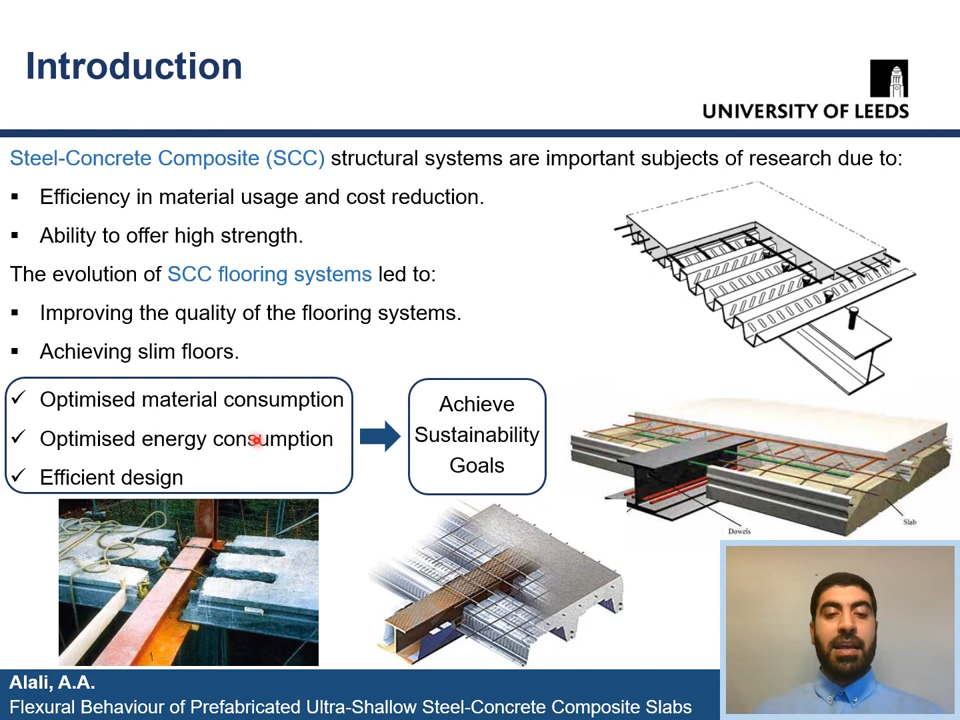 Introduction
UNIVERSITY OF LEEDS
Steel-Concrete Composite (SCC) structural systems are important subjects of research due to:
▪ Efficiency in material usage and cost reduction.
▪ Ability to offer high strength.
The evolution of SCC flooring systems led to:
▪ Improving the quality of the flooring systems.
▪ Achieving slim floors.
✓ Optimised material consumption
✓ Optimised energy consumption
✓ Efficient design
Achieve
Sustainability
Goals
Slab
Dowels
Alali, A.A.
Flexural Behaviour of Prefabricated Ultra-Shallow Steel-Concrete Composite Slabs